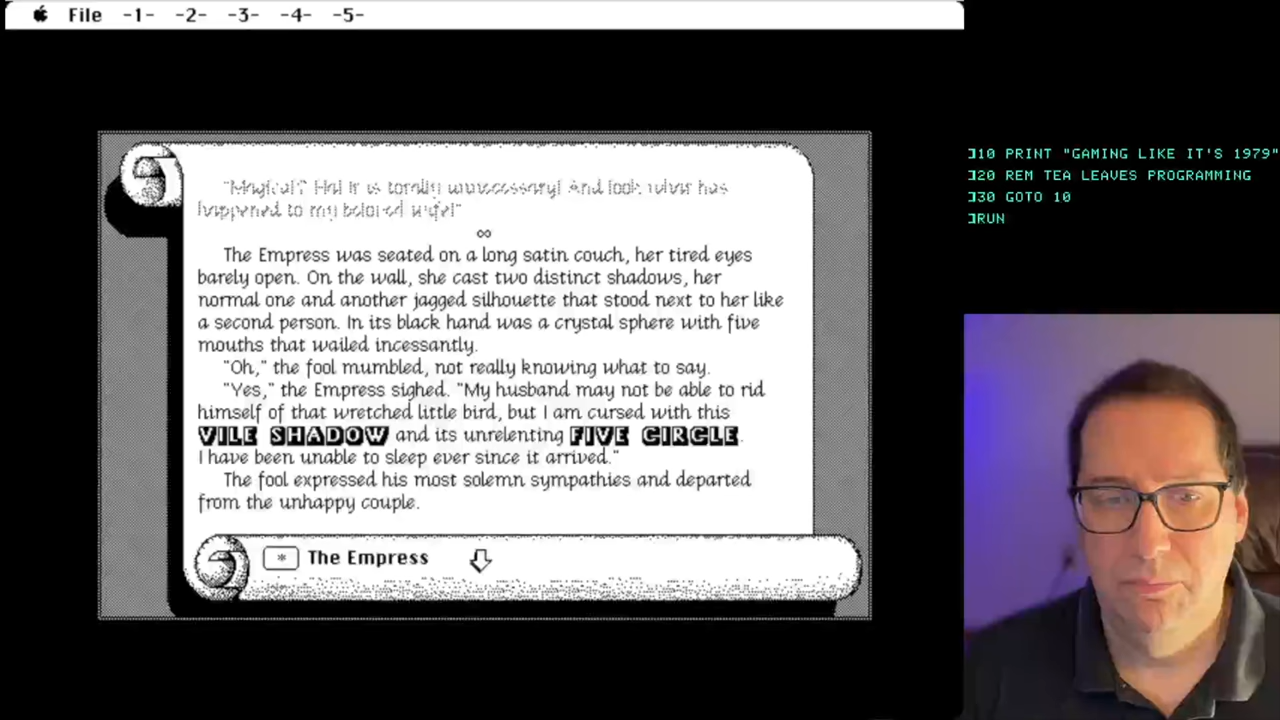 File -1- -2- -3- -4- -5-
"Magical? Ha! It is totally unnecessary! And look what has
happened to my beloved wife!"
∞
The Empress was seated on a long satin couch, her tired eyes
barely open. On the wall, she cast two distinct shadows, her
normal one and another jagged silhouette that stood next to her like
a second person. In its black hand was a crystal sphere with five
mouths that wailed incessantly.
"Oh," the fool mumbled, not really knowing what to say.
"Yes," the Empress sighed. "My husband may not be able to rid
himself of that wretched little bird, but I am cursed with this
VILE SHADOW and its unrelenting FIVE CIRCLE.
I have been unable to sleep ever since it arrived."
The fool expressed his most solemn sympathies and departed
from the unhappy couple.
* The Empress
]10 PRINT "GAMING LIKE IT'S 1979"
]20 REM TEA LEAVES PROGRAMMING
]30 GOTO 10
]RUN